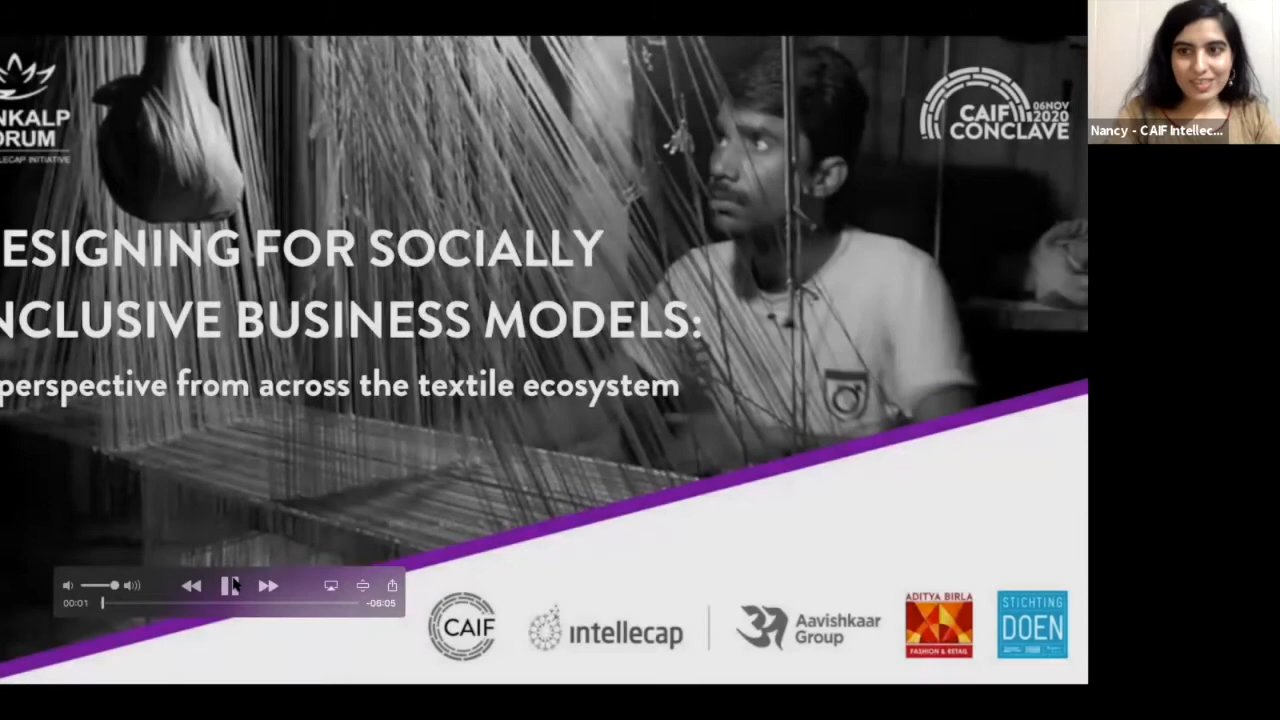 NKALP
ORUM
LLECAP INITIATIVE
CAIF
CONCLAVE
06NOV
2020
ESIGNING FOR SOCIALLY
NCLUSIVE BUSINESS MODELS:
perspective from across the textile ecosystem
00:01
-06:05
CAIF
intellecap
Aavishkaar
Group
ADITYA BIRLA
FASHION & RETAIL
STICHTING
DOEN
Nancy - CAIF Intellec...